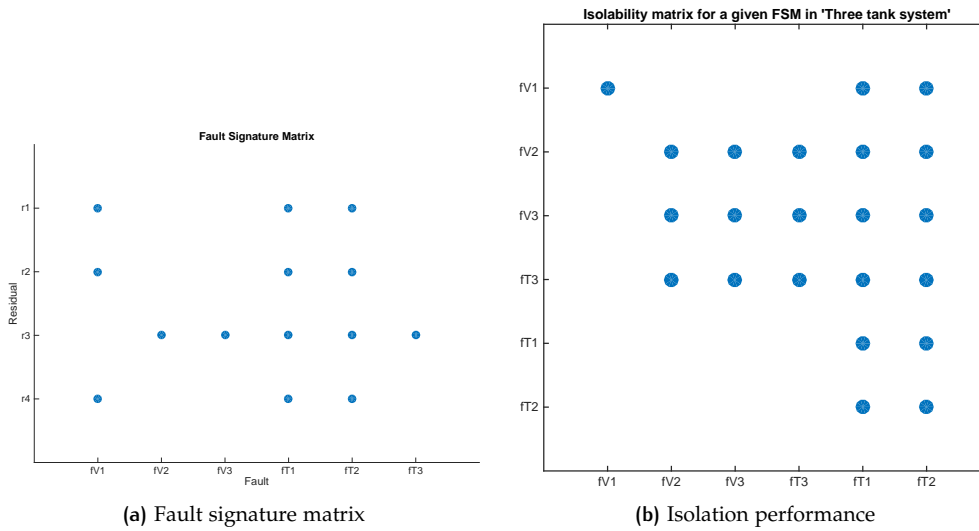 Fault Signature Matrix
Residual
r1
r2
r3
r4
fV1 fV2 fV3 fT1 fT2 fT3
Fault
(a) Fault signature matrix
Isolability matrix for a given FSM in 'Three tank system'
fV1
fV2
fV3
fT3
fT1
fT2
fV1 fV2 fV3 fT3 fT1 fT2
(b) Isolation performance